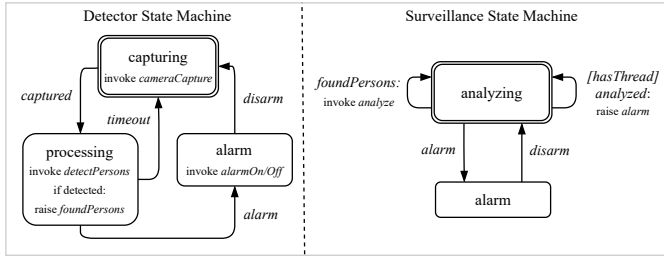 Detector State Machine
capturing
invoke cameraCapture
captured
timeout
disarm
processing
invoke detectPersons
if detected:
raise foundPersons
alarm
invoke alarmOn/Off
alarm
Surveillance State Machine
foundPersons:
invoke analyze
analyzing
[hasThread]
analyzed:
raise alarm
alarm
disarm
alarm